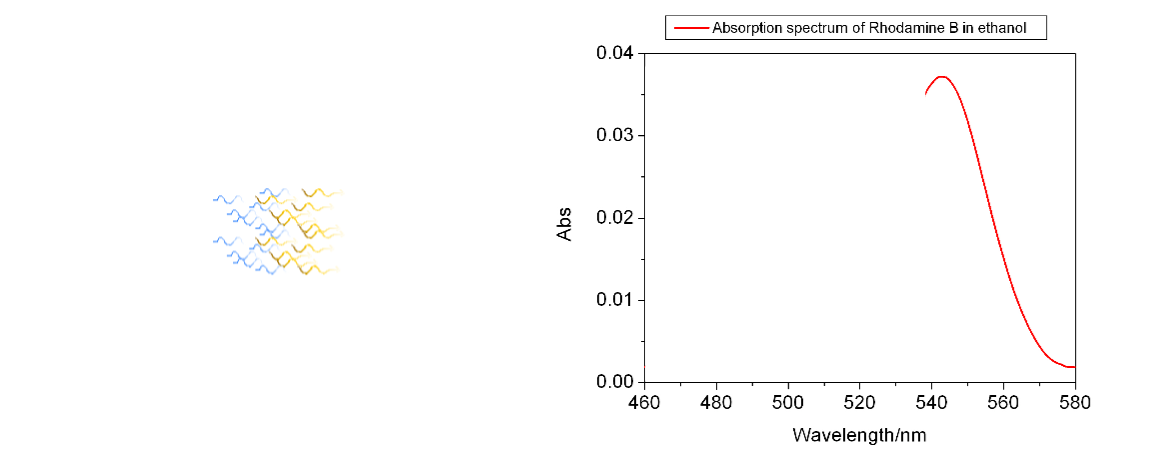 Absorption spectrum of Rhodamine B in ethanol
0.04
0.03
0.02
0.01
0.00
Abs
460 480 500 520 540 560 580
Wavelength/nm